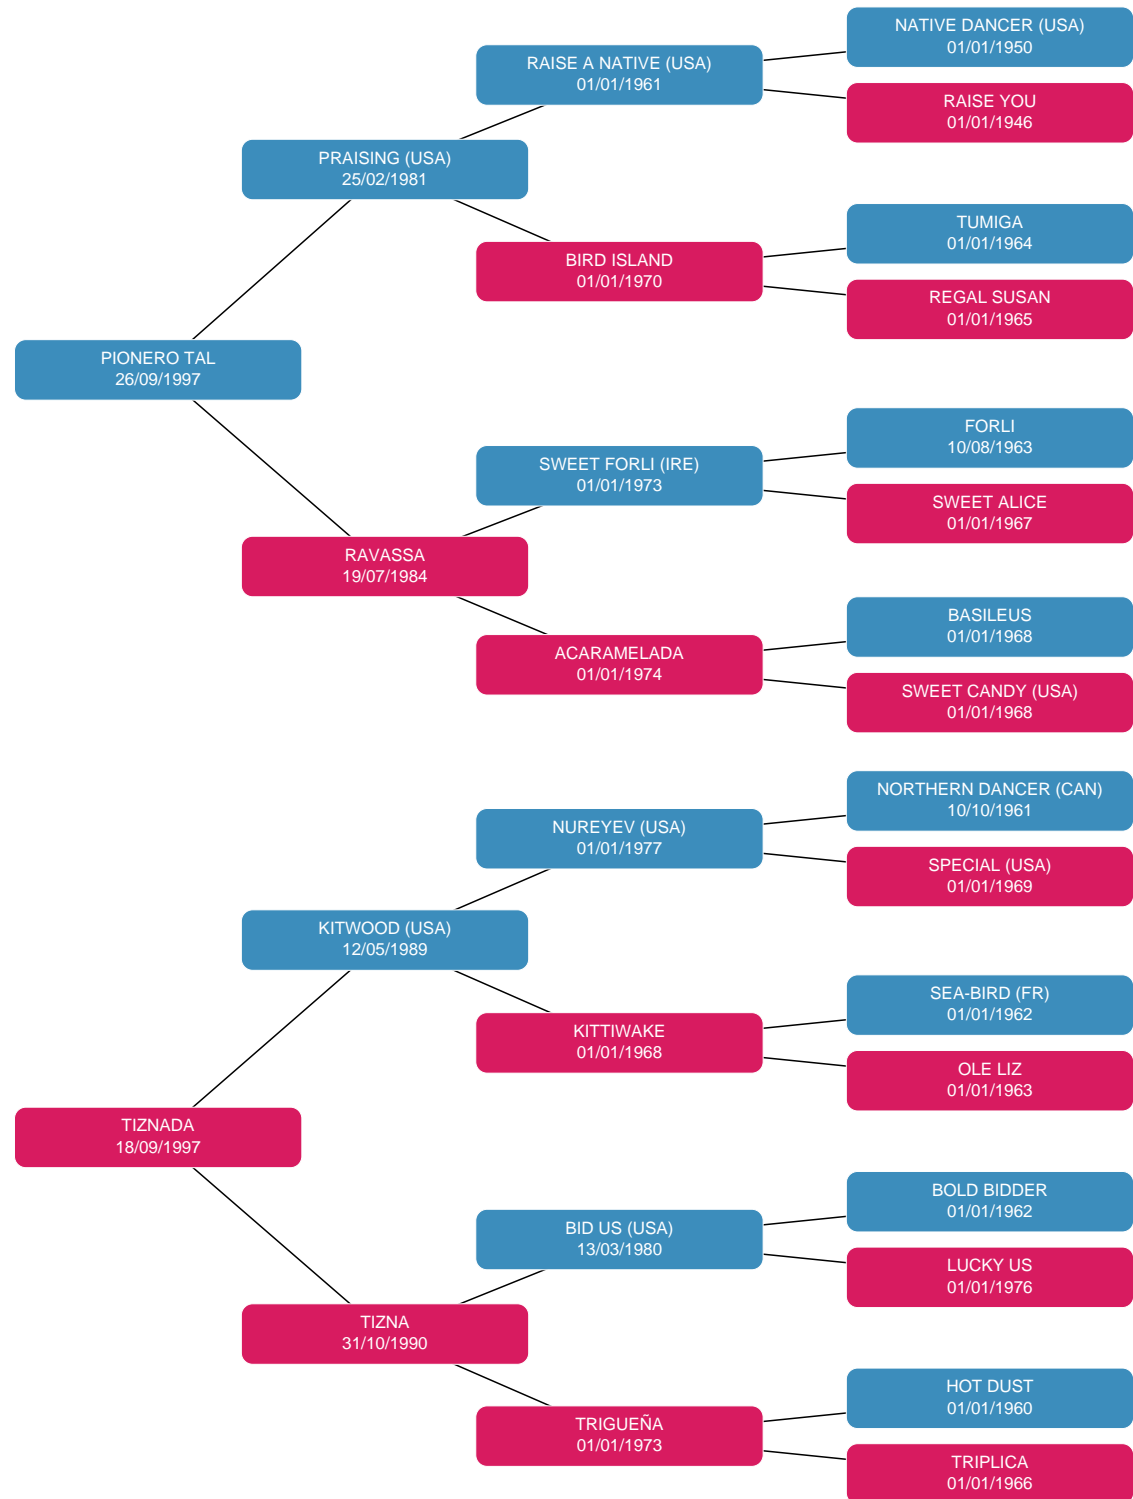 NATIVE DANCER (USA)
01/01/1950
RAISE A NATIVE (USA)
01/01/1961
RAISE YOU
01/01/1946
PRAISING (USA)
25/02/1981
TUMIGA
01/01/1964
BIRD ISLAND
01/01/1970
REGAL SUSAN
01/01/1965
PIONERO TAL
26/09/1997
FORLI
10/08/1963
SWEET FORLI (IRE)
01/01/1973
SWEET ALICE
01/01/1967
RAVASSA
19/07/1984
BASILEUS
01/01/1968
ACARAMELADA
01/01/1974
SWEET CANDY (USA)
01/01/1968
NORTHERN DANCER (CAN)
10/10/1961
NUREYEV (USA)
01/01/1977
SPECIAL (USA)
01/01/1969
KITWOOD (USA)
12/05/1989
SEA-BIRD (FR)
01/01/1962
KITTIWAKE
01/01/1968
OLE LIZ
01/01/1963
TIZNADA
18/09/1997
BOLD BIDDER
01/01/1962
BID US (USA)
13/03/1980
LUCKY US
01/01/1976
TIZNA
31/10/1990
HOT DUST
01/01/1960
TRIGUEÑA
01/01/1973
TRIPLICA
01/01/1966